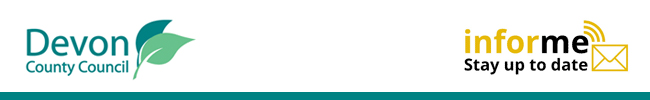 Devon
County Council
informe
Stay up to date